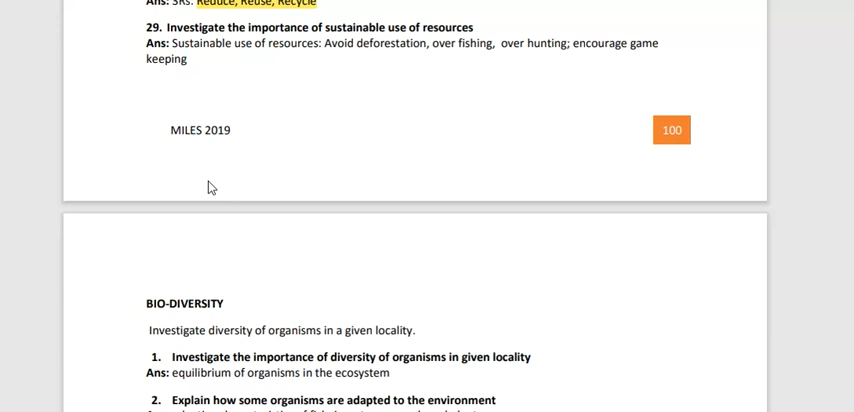 Ans: 3Rs: Reduce, Reuse, Recycle
29. Investigate the importance of sustainable use of resources
Ans: Sustainable use of resources: Avoid deforestation, over fishing, over hunting; encourage game
keeping
MILES 2019
100
BIO-DIVERSITY
Investigate diversity of organisms in a given locality.
1. Investigate the importance of diversity of organisms in given locality
Ans: equilibrium of organisms in the ecosystem
2. Explain how some organisms are adapted to the environment